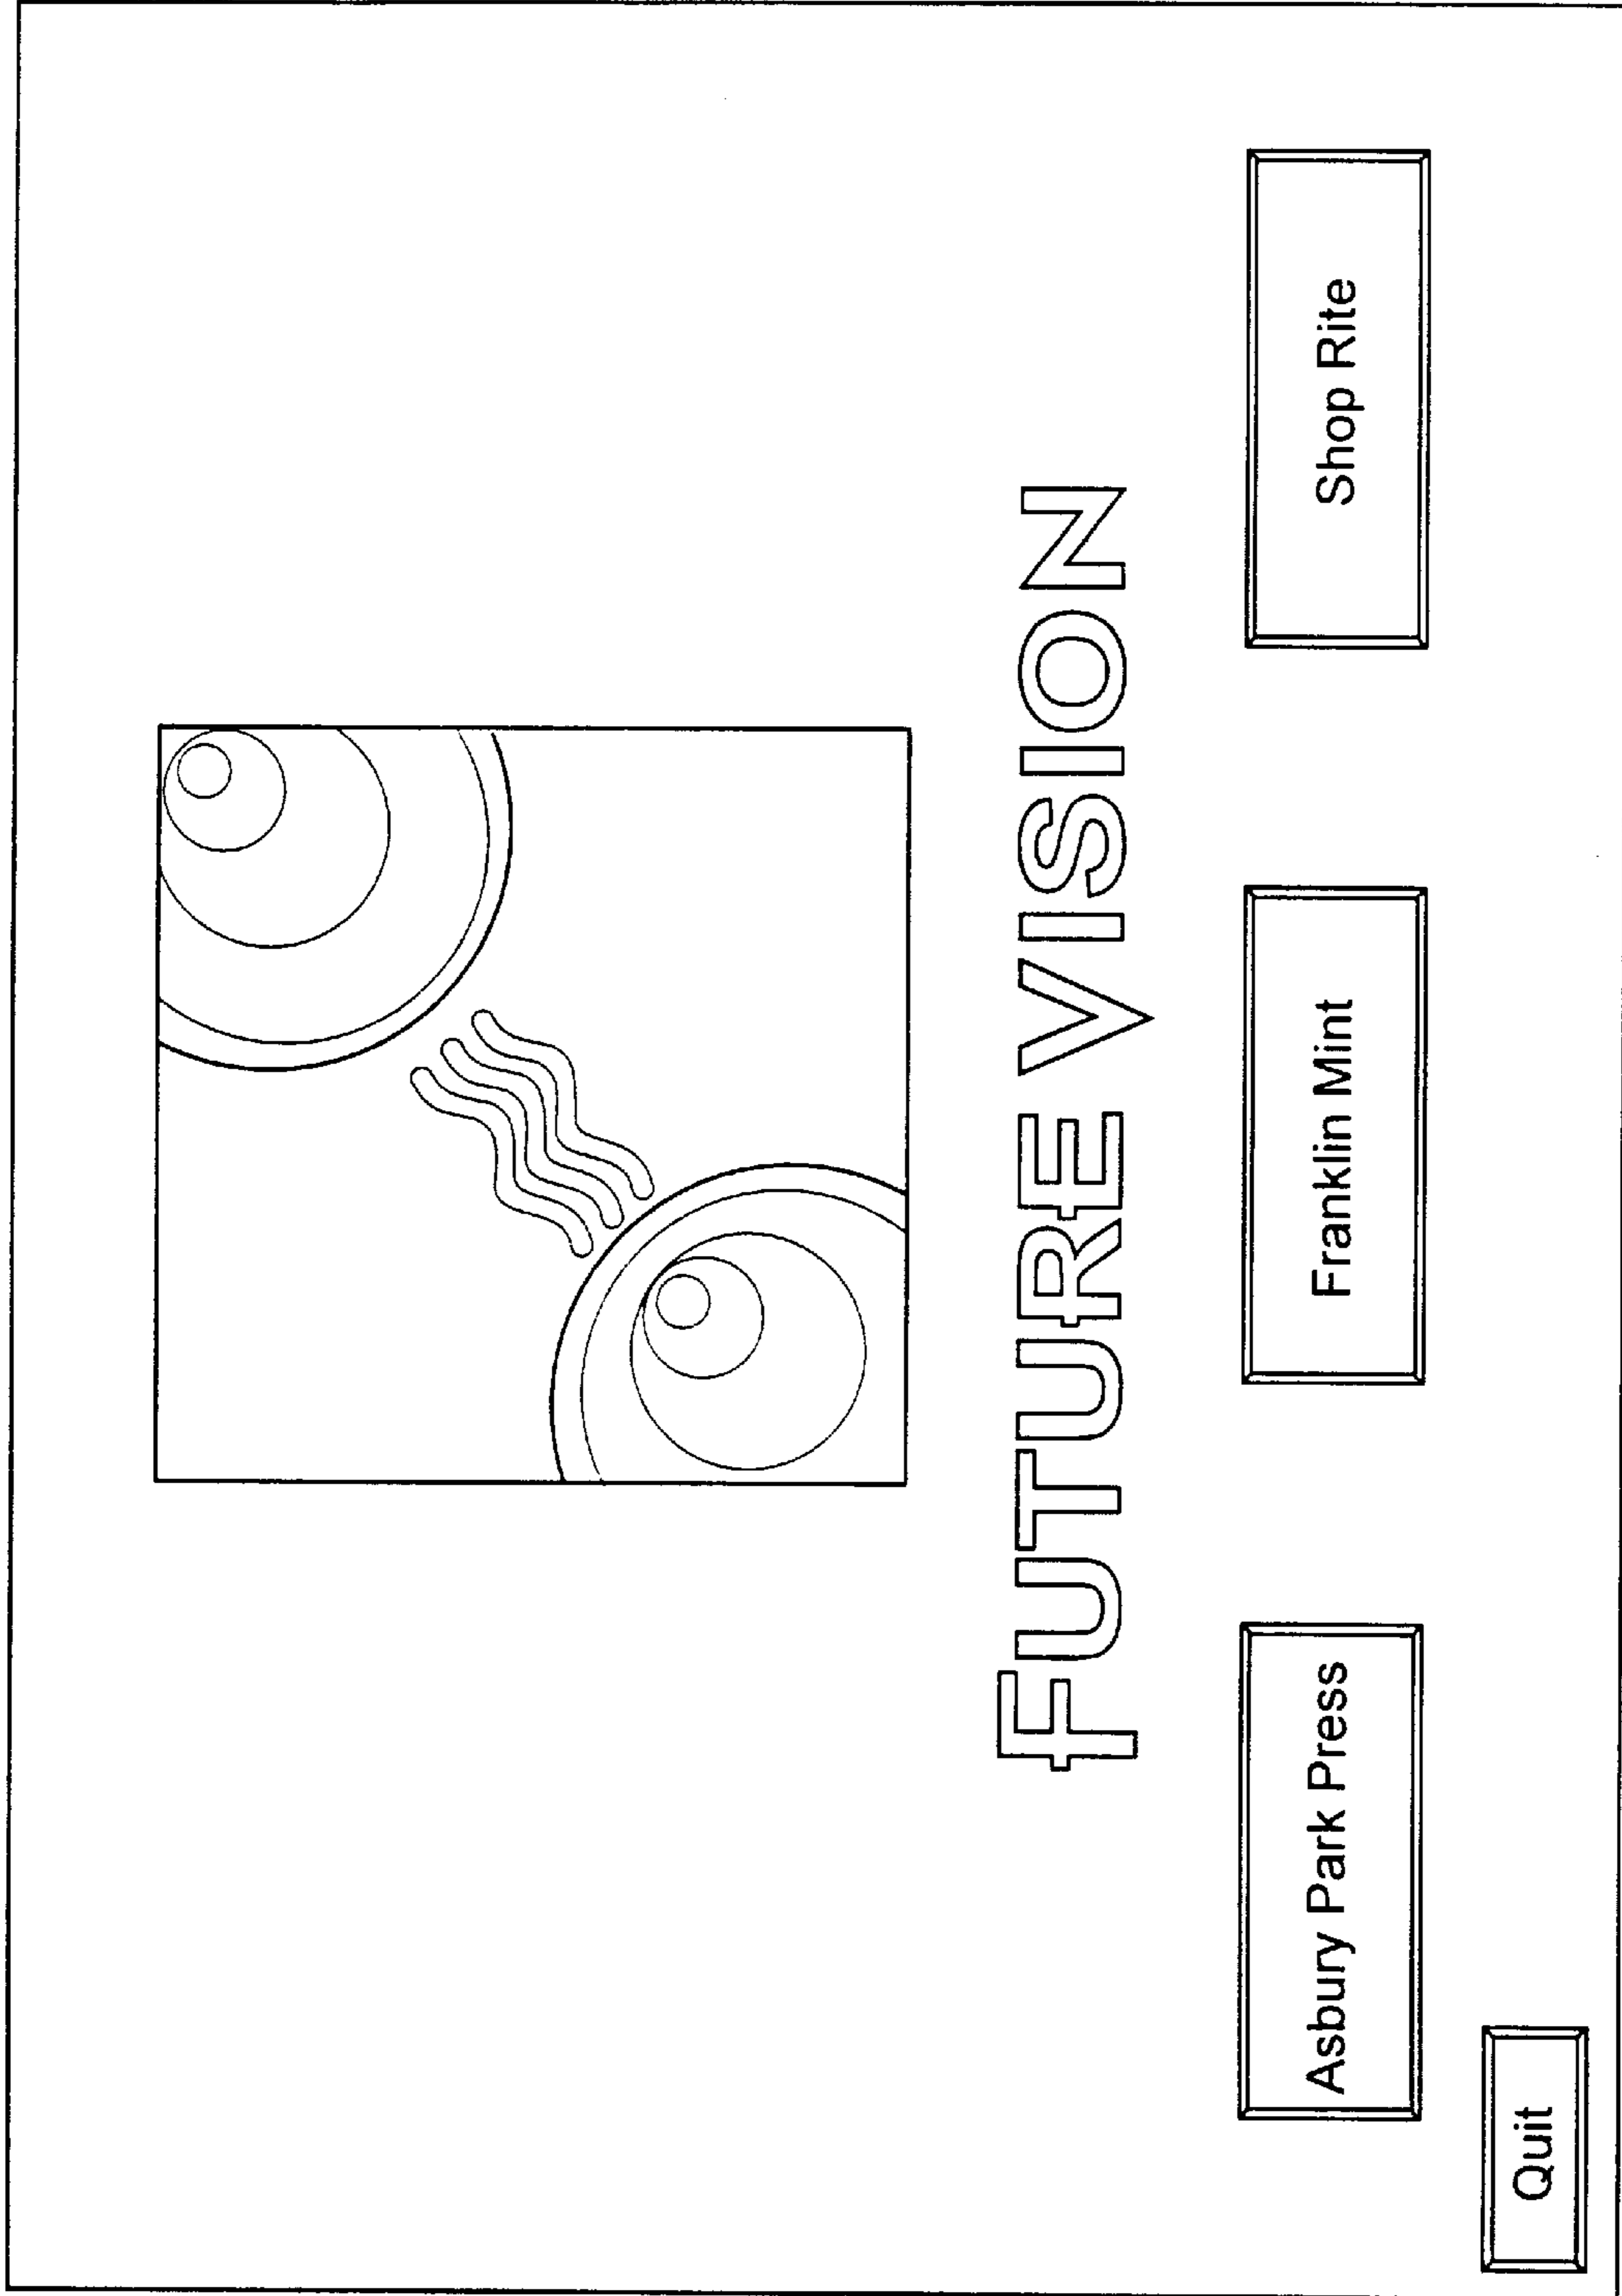 FUTURE VISION
Asbury Park Press
Franklin Mint
Shop Rite
Quit